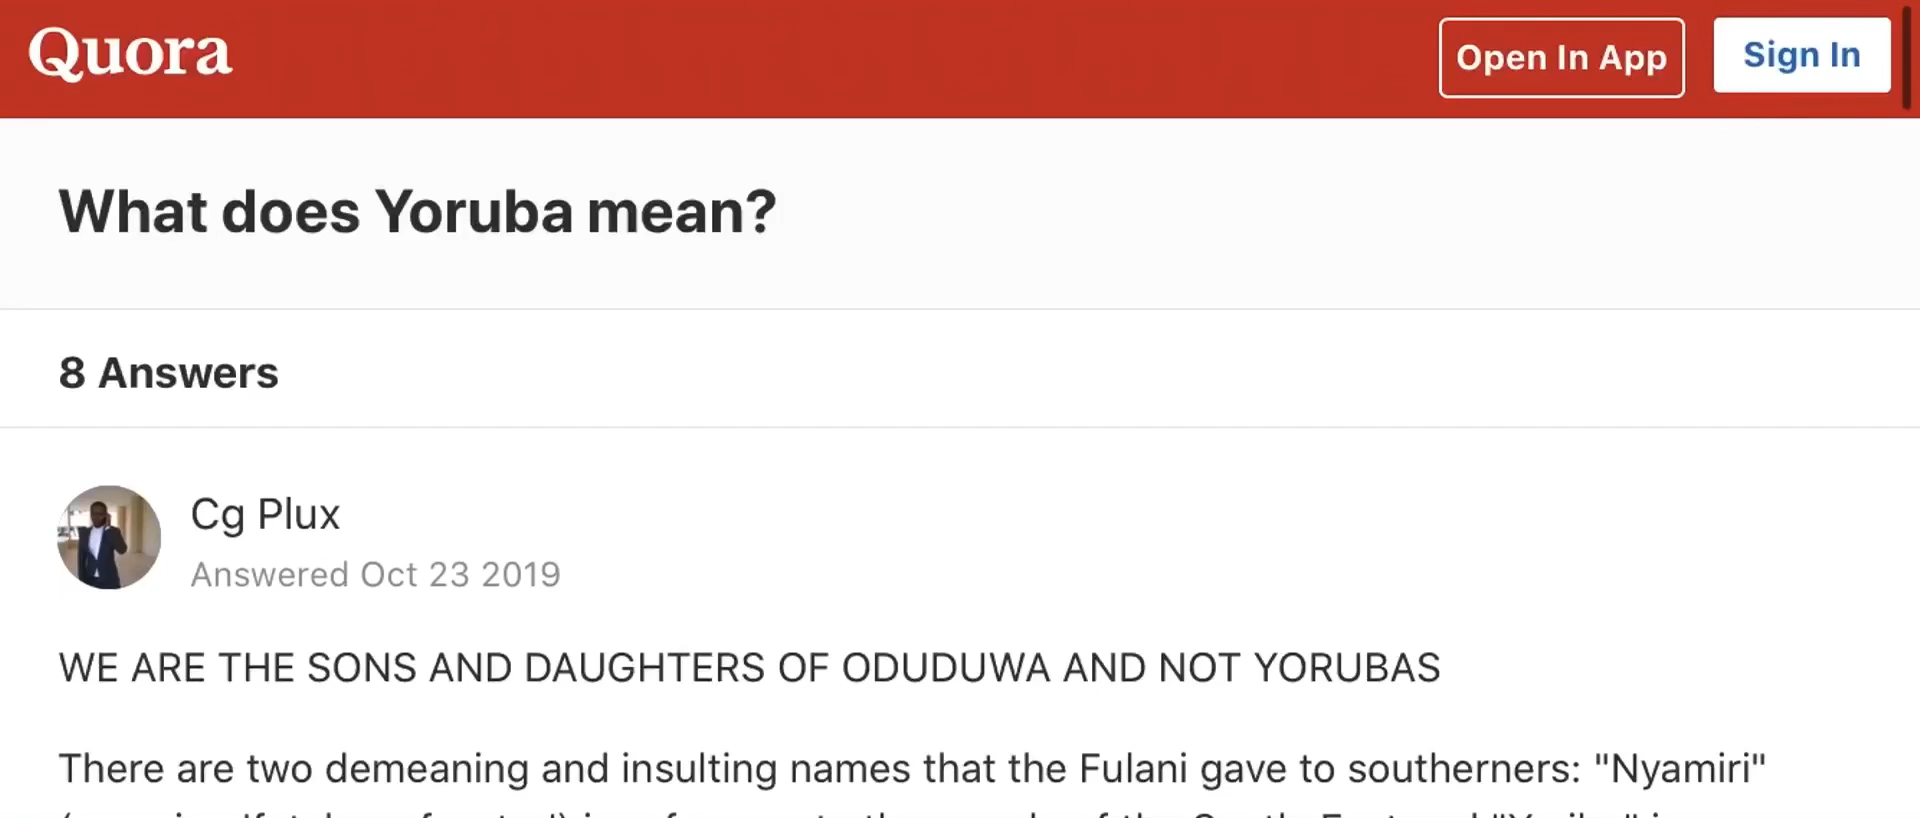 Quora
Open In App
Sign In
What does Yoruba mean?
8 Answers
Cg Plux
Answered Oct 23 2019
WE ARE THE SONS AND DAUGHTERS OF ODUDUWA AND NOT YORUBAS
There are two demeaning and insulting names that the Fulani gave to southerners: "Nyamiri"